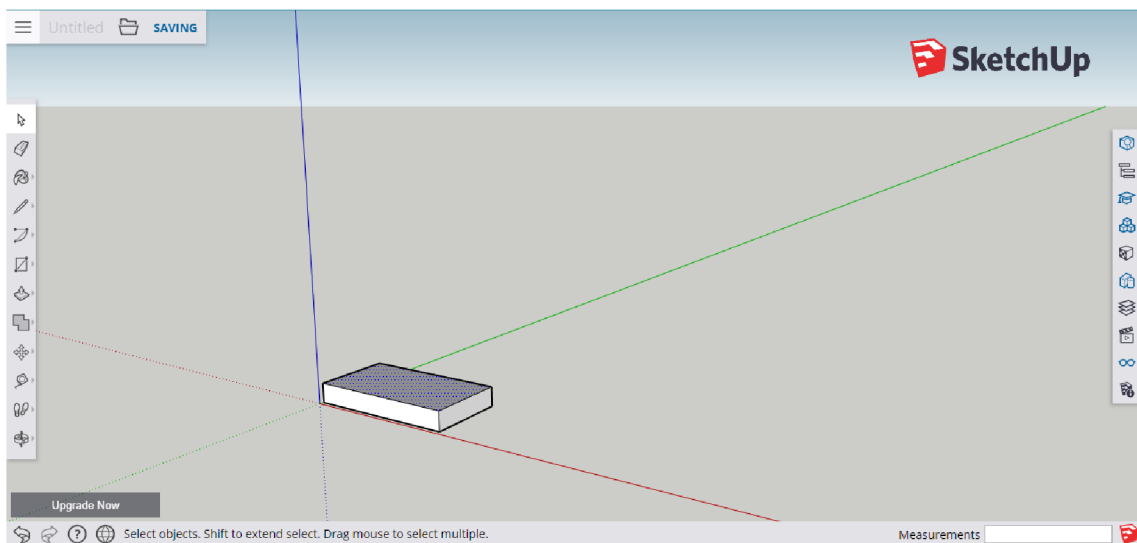 Untitled SAVING
SketchUp
Upgrade Now
Select objects. Shift to extend select. Drag mouse to select multiple. Measurements